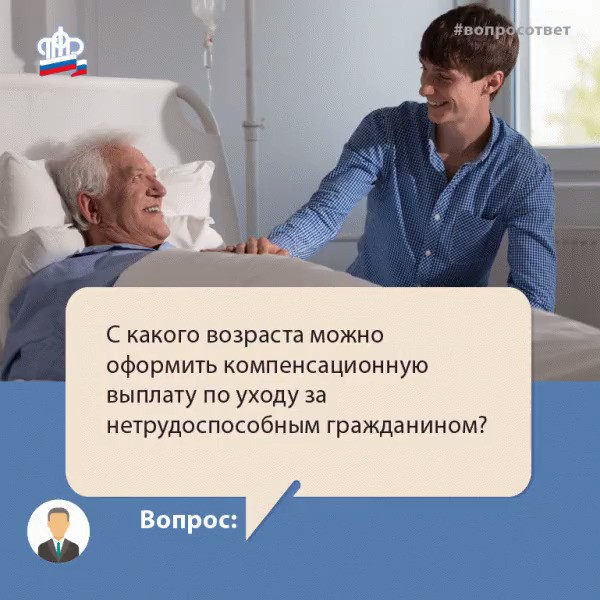 #вопросответ
С какого возраста можно
оформить компенсационную
выплату по уходу за
нетрудоспособным гражданином?
Вопрос: